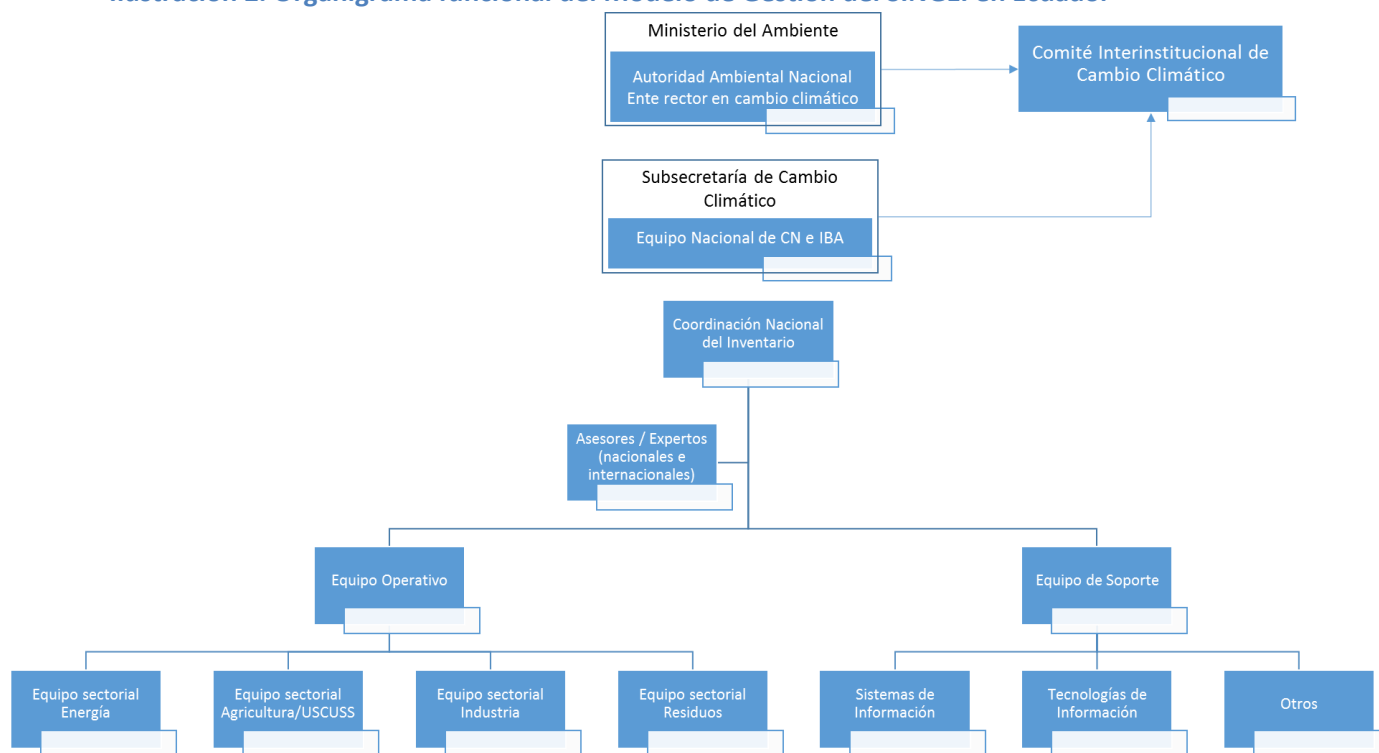 Ministerio del Ambiente
Autoridad Ambiental Nacional
Ente rector en cambio climático
Comité Interinstitucional de
Cambio Climático
Subsecretaría de Cambio
Climático
Equipo Nacional de CN e IBA
Coordinación Nacional
del Inventario
Asesores / Expertos
(nacionales e
internacionales)
Equipo Operativo
Equipo de Soporte
Equipo sectorial
Energía
Equipo sectorial
Agricultura/USCUSS
Equipo sectorial
Industria
Equipo sectorial
Residuos
Sistemas de
Información
Tecnologías de
Información
Otros